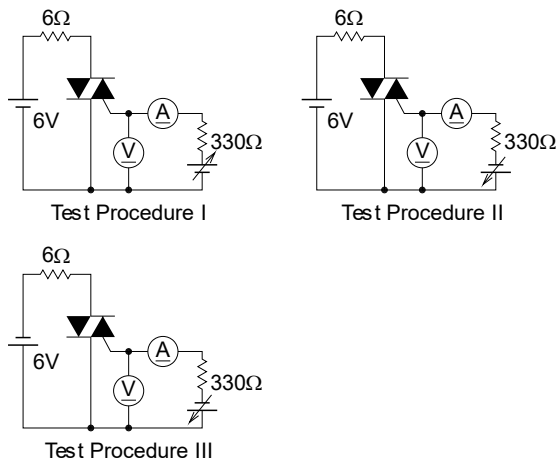 6Ω
6V
A
V
330Ω
Test Procedure I
6Ω
6V
A
V
330Ω
Test Procedure II
6Ω
6V
A
V
330Ω
Test Procedure III